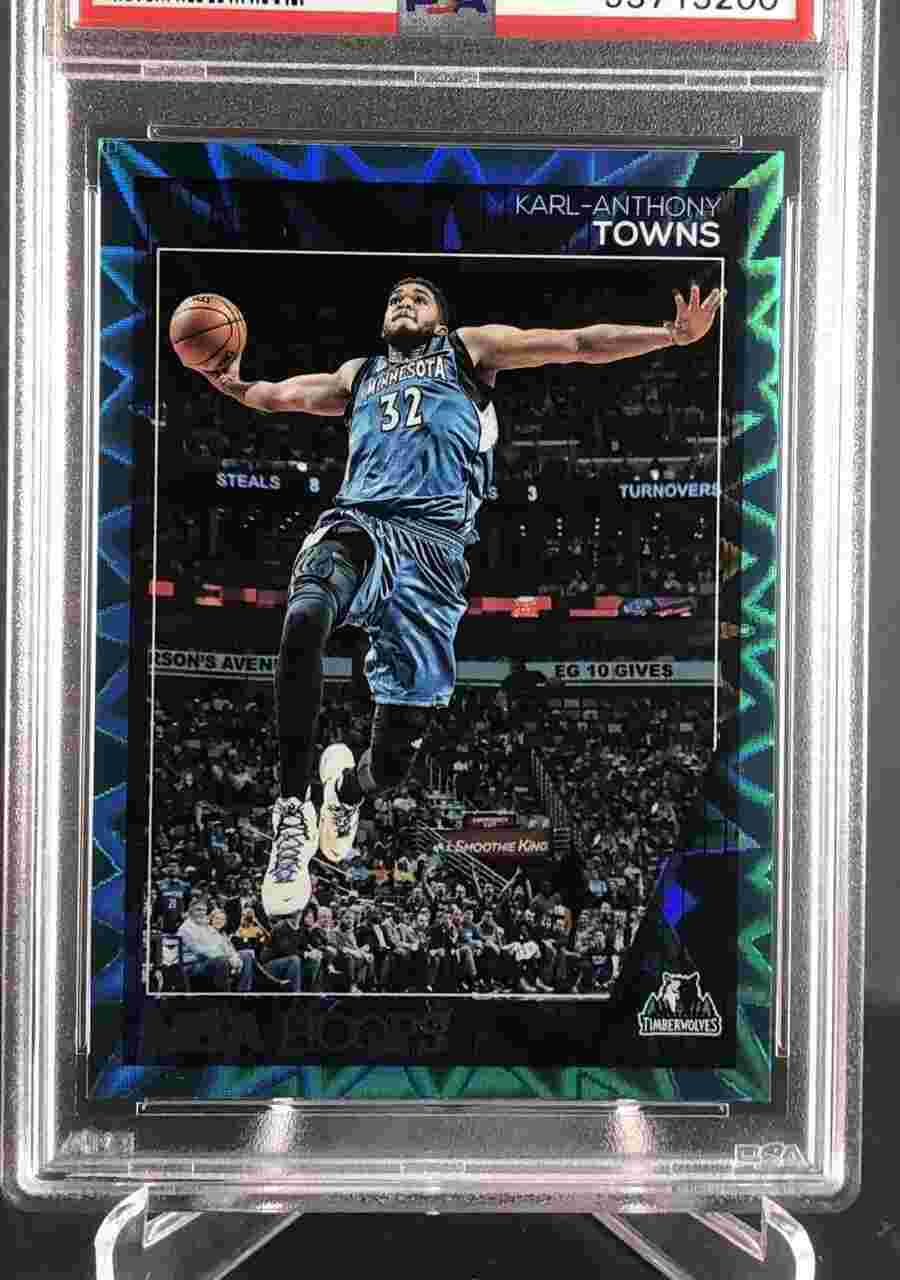 KARL-ANTHONY
TOWNS
MINNESOTA
32
STEALS 8
3 TURNOVERS
RSON'S AVEN
EG 10 GIVES
SMOOTHIE KING
HOOPS
TIMBERWOLVES
PSA